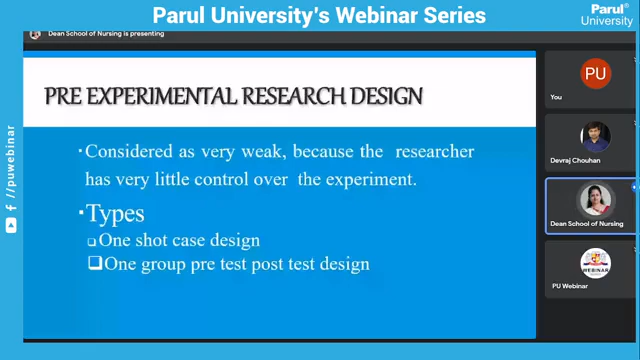 Parul University's Webinar Series
Parul®
University
Dean School of Nursing is presenting
PRE EXPERIMENTAL RESEARCH DESIGN
Considered as very weak, because the researcher
has very little control over the experiment.
Types
One shot case design
One group pre test post test design
PU
You
Devraj Chouhan
Dean School of Nursing
WEBINAR
PU Webinar
f //puwebinar